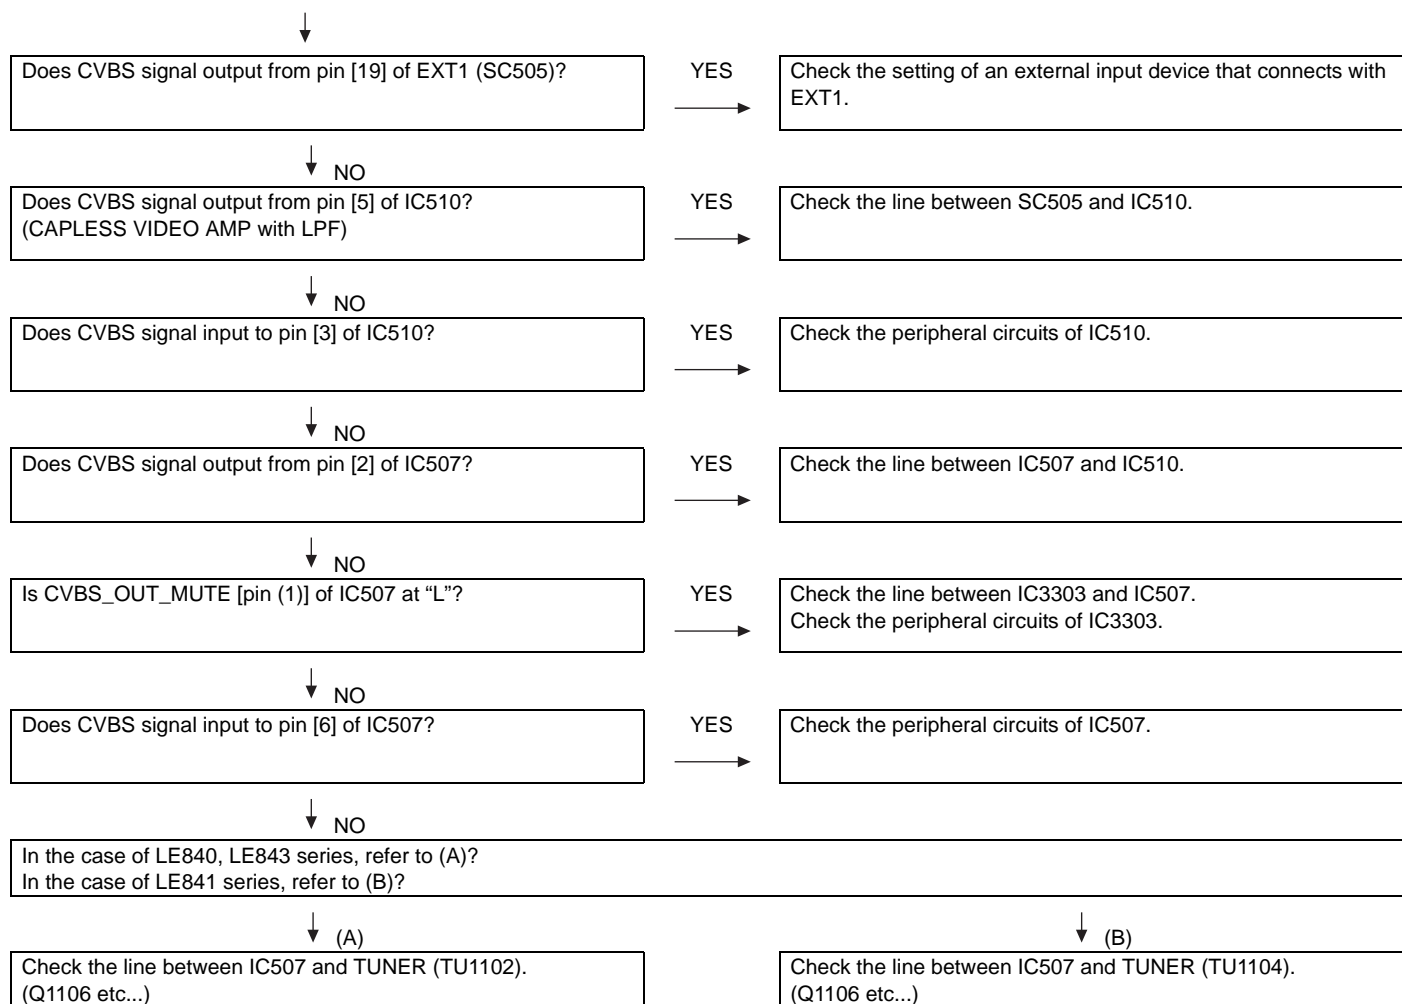 Does CVBS signal output from pin [19] of EXT1 (SC505)?
YES
Check the setting of an external input device that connects with
EXT1.
NO
Does CVBS signal output from pin [5] of IC510?
(CAPLESS VIDEO AMP with LPF)
YES
Check the line between SC505 and IC510.
NO
Does CVBS signal input to pin [3] of IC510?
YES
Check the peripheral circuits of IC510.
NO
Does CVBS signal output from pin [2] of IC507?
YES
Check the line between IC507 and IC510.
NO
Is CVBS_OUT_MUTE [pin (1)] of IC507 at “L”?
YES
Check the line between IC3303 and IC507.
Check the peripheral circuits of IC3303.
NO
Does CVBS signal input to pin [6] of IC507?
YES
Check the peripheral circuits of IC507.
NO
In the case of LE840, LE843 series, refer to (A)?
In the case of LE841 series, refer to (B)?
(A)
(B)
Check the line between IC507 and TUNER (TU1102).
(Q1106 etc...)
Check the line between IC507 and TUNER (TU1104).
(Q1106 etc...)